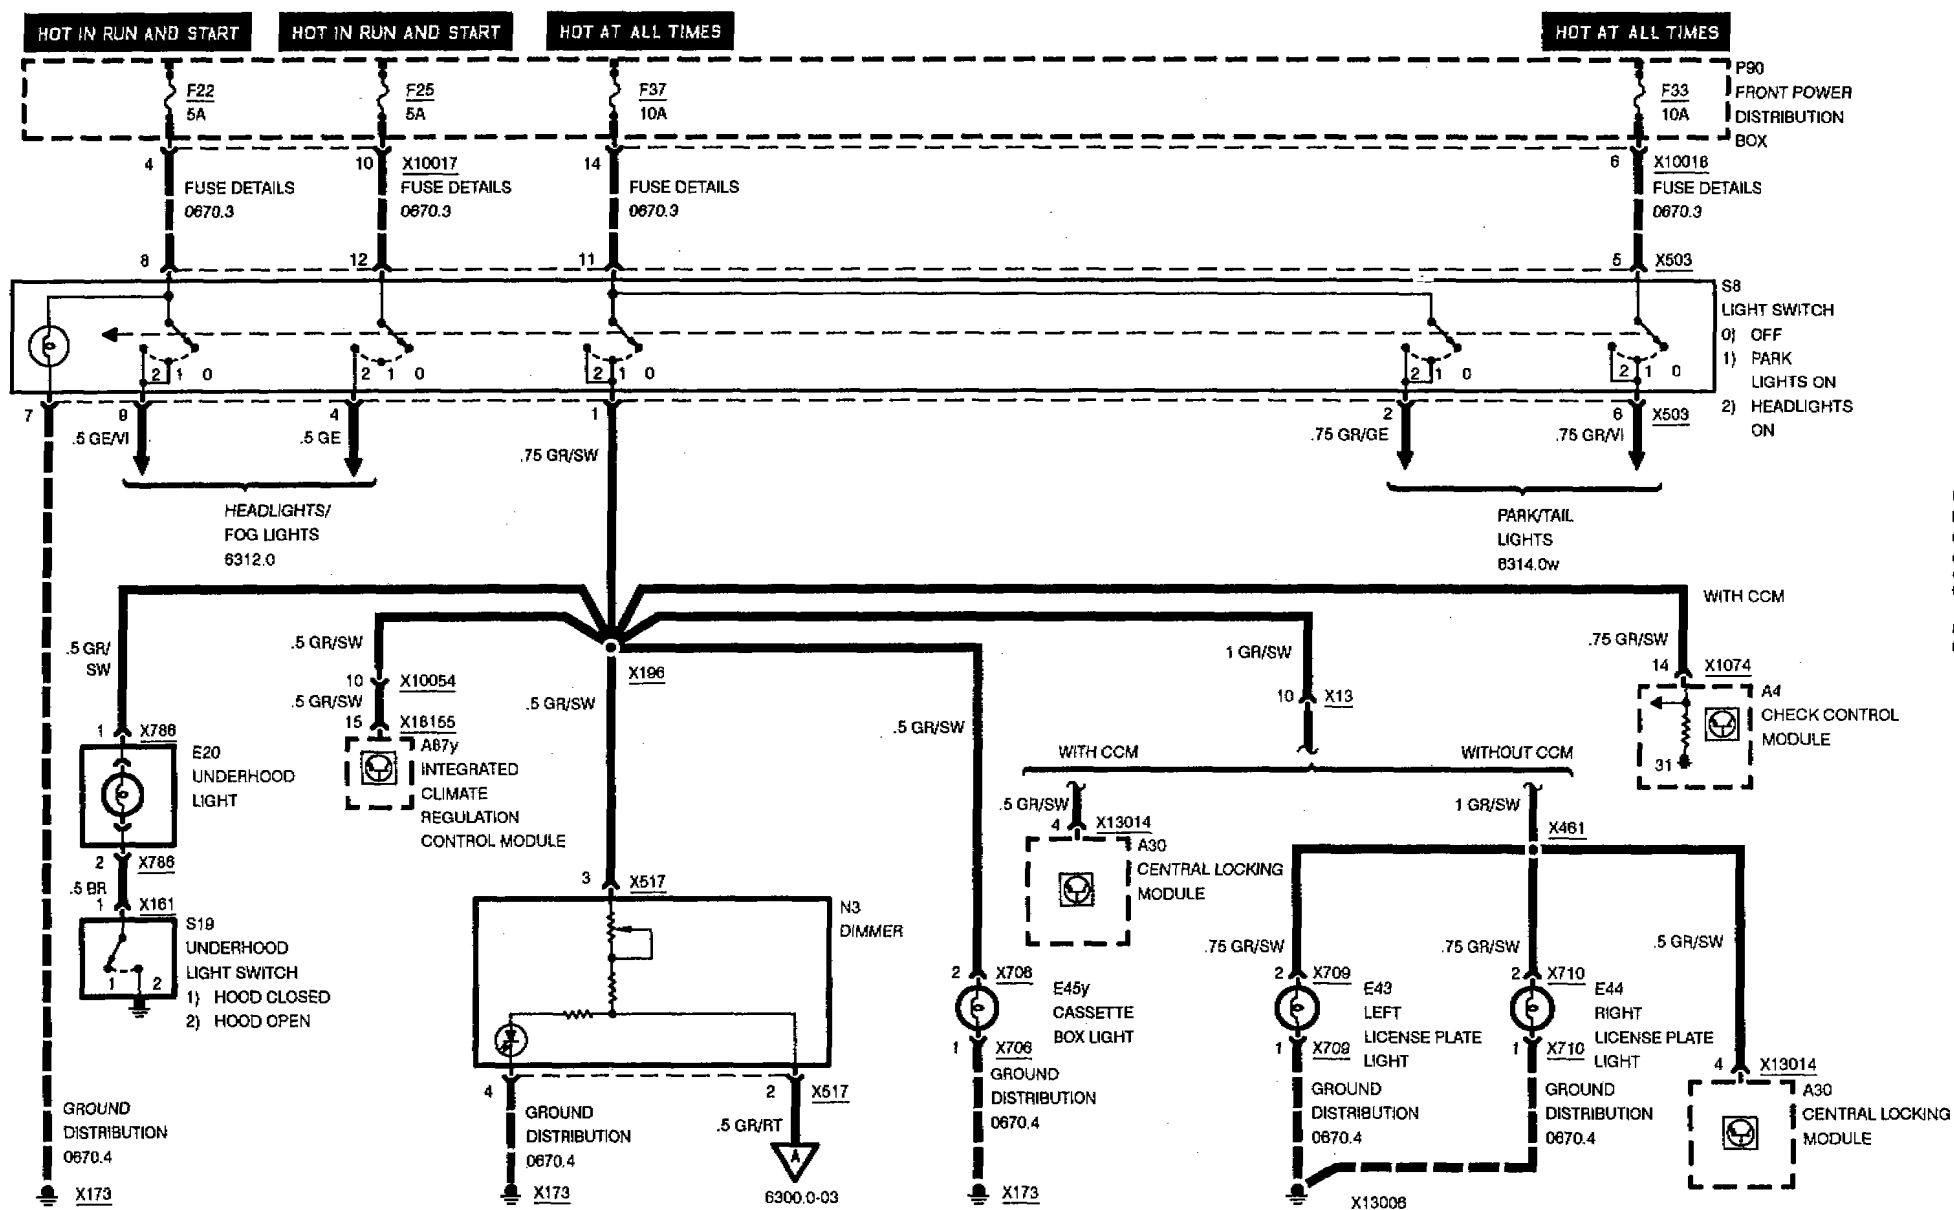 HOT IN RUN AND START
HOT IN RUN AND START
HOT AT ALL TIMES
HOT AT ALL TIMES
F22
5A
F25
5A
F37
10A
F33
10A
P90
FRONT POWER
DISTRIBUTION
BOX
4
10
X10017
14
6
X10016
FUSE DETAILS
0670.3
FUSE DETAILS
0670.3
FUSE DETAILS
0670.3
FUSE DETAILS
0670.3
8
12
11
5
X503
S8
LIGHT SWITCH
0) OFF
1) PARK
LIGHTS ON
2) HEADLIGHTS
ON
2 1 0
2 1 0
2 1 0
2 1 0
2 1 0
7
9
4
1
2
6
X503
.5 GE/VI
.5 GE
.75 GR/SW
.75 GR/GE
.75 GR/VI
HEADLIGHTS/
FOG LIGHTS
6312.0
PARK/TAIL
LIGHTS
6314.0w
WITH CCM
.5 GR/
SW
.5 GR/SW
10
X10054
.5 GR/SW
15
X16155
A87y
INTEGRATED
CLIMATE
REGULATION
CONTROL MODULE
X196
.5 GR/SW
.5 GR/SW
1 GR/SW
10
X13
.75 GR/SW
14
X1074
A4
CHECK CONTROL
MODULE
31
1
X786
E20
UNDERHOOD
LIGHT
2
X786
.5 BR
1
X161
S19
UNDERHOOD
LIGHT SWITCH
1) HOOD CLOSED
2) HOOD OPEN
1 2
WITH CCM
WITHOUT CCM
.5 GR/SW
4
X13014
A30
CENTRAL LOCKING
MODULE
1 GR/SW
X461
3
X517
N3
DIMMER
4
2
X517
.5 GR/RT
A
6300.0-03
.75 GR/SW
.75 GR/SW
.5 GR/SW
2
X706
E45y
CASSETTE
BOX LIGHT
1
X706
2
X709
E43
LEFT
LICENSE PLATE
LIGHT
1
X709
2
X710
E44
RIGHT
LICENSE PLATE
LIGHT
1
X710
4
X13014
A30
CENTRAL LOCKING
MODULE
GROUND
DISTRIBUTION
0670.4
X173
GROUND
DISTRIBUTION
0670.4
X173
GROUND
DISTRIBUTION
0670.4
X173
GROUND
DISTRIBUTION
0670.4
GROUND
DISTRIBUTION
0670.4
X13006